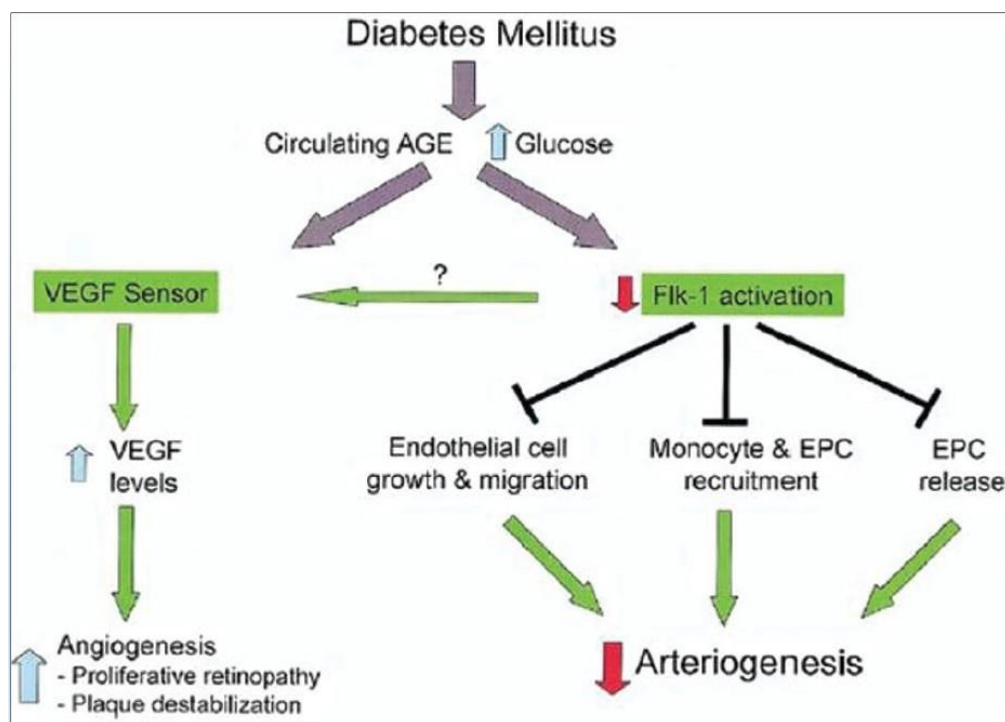 Diabetes Mellitus
Circulating AGE
Glucose
?
VEGF Sensor
Flk-1 activation
VEGF
levels
Endothelial cell
growth & migration
Monocyte & EPC
recruitment
EPC
release
Angiogenesis
- Proliferative retinopathy
- Plaque destabilization
Arteriogenesis